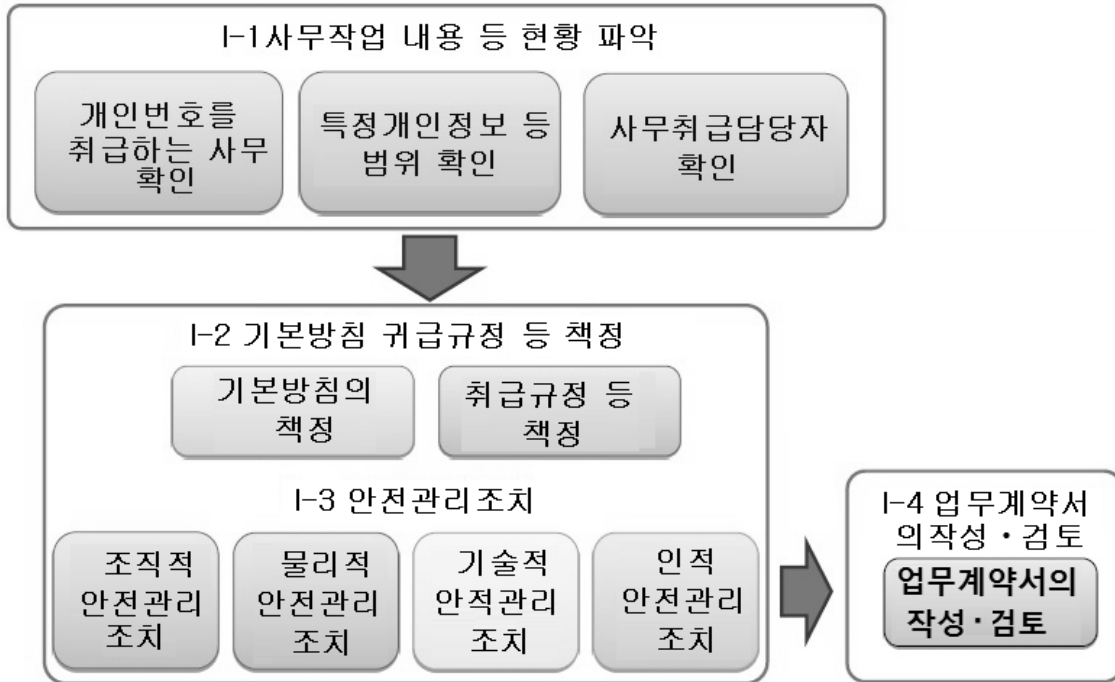 I-1사무작업 내용 등 현황 파악
개인번호를
취급하는 사무
확인
특정개인정보 등
범위 확인
사무취급담당자
확인
I-2 기본방침 귀급규정 등 책정
기본방침의
책정
취급규정 등
책정
I-3 안전관리조치
조직적
안전관리
조치
물리적
안전관리
조치
기술적
안적관리
조치
인적
안전관리
조치
I-4 업무계약서
의작성·검토
업무계약서의
작성·검토